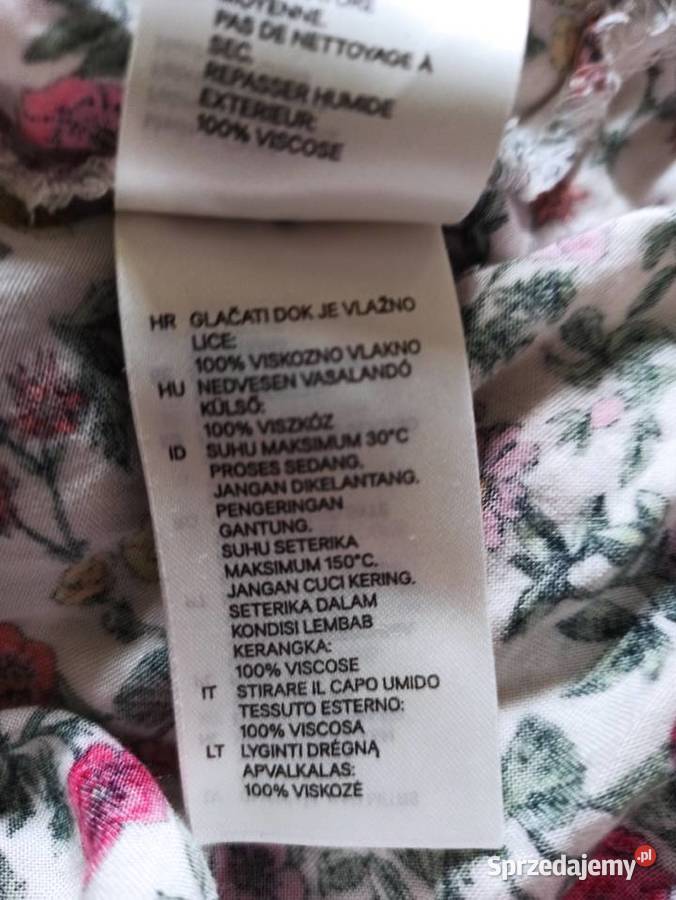 MOYENNE.
PAS DE NETTOYAGE À
SEC.
REPASSER HUMIDE
EXTERIEUR:
100% VISCOSE
HR GLAČATI DOK JE VLAŽNO
LICE:
100% VISKOZNO VLAKNO
HU NEDVESEN VASALANDÓ
KÜLSŐ:
100% VISZKÓZ
ID SUHU MAKSIMUM 30°C
PROSES SEDANG.
JANGAN DIKELANTANG.
PENGERINGAN
GANTUNG.
SUHU SETERIKA
MAKSIMUM 150°C.
JANGAN CUCI KERING.
SETERIKA DALAM
KONDISI LEMBAB
KERANGKA:
100% VISCOSE
IT STIRARE IL CAPO UMIDO
TESSUTO ESTERNO:
100% VISCOSA
LT LYGINTI DRĖGNĄ
APVALKALAS:
100% VISKOZĖ
Sprzedajemy.pl